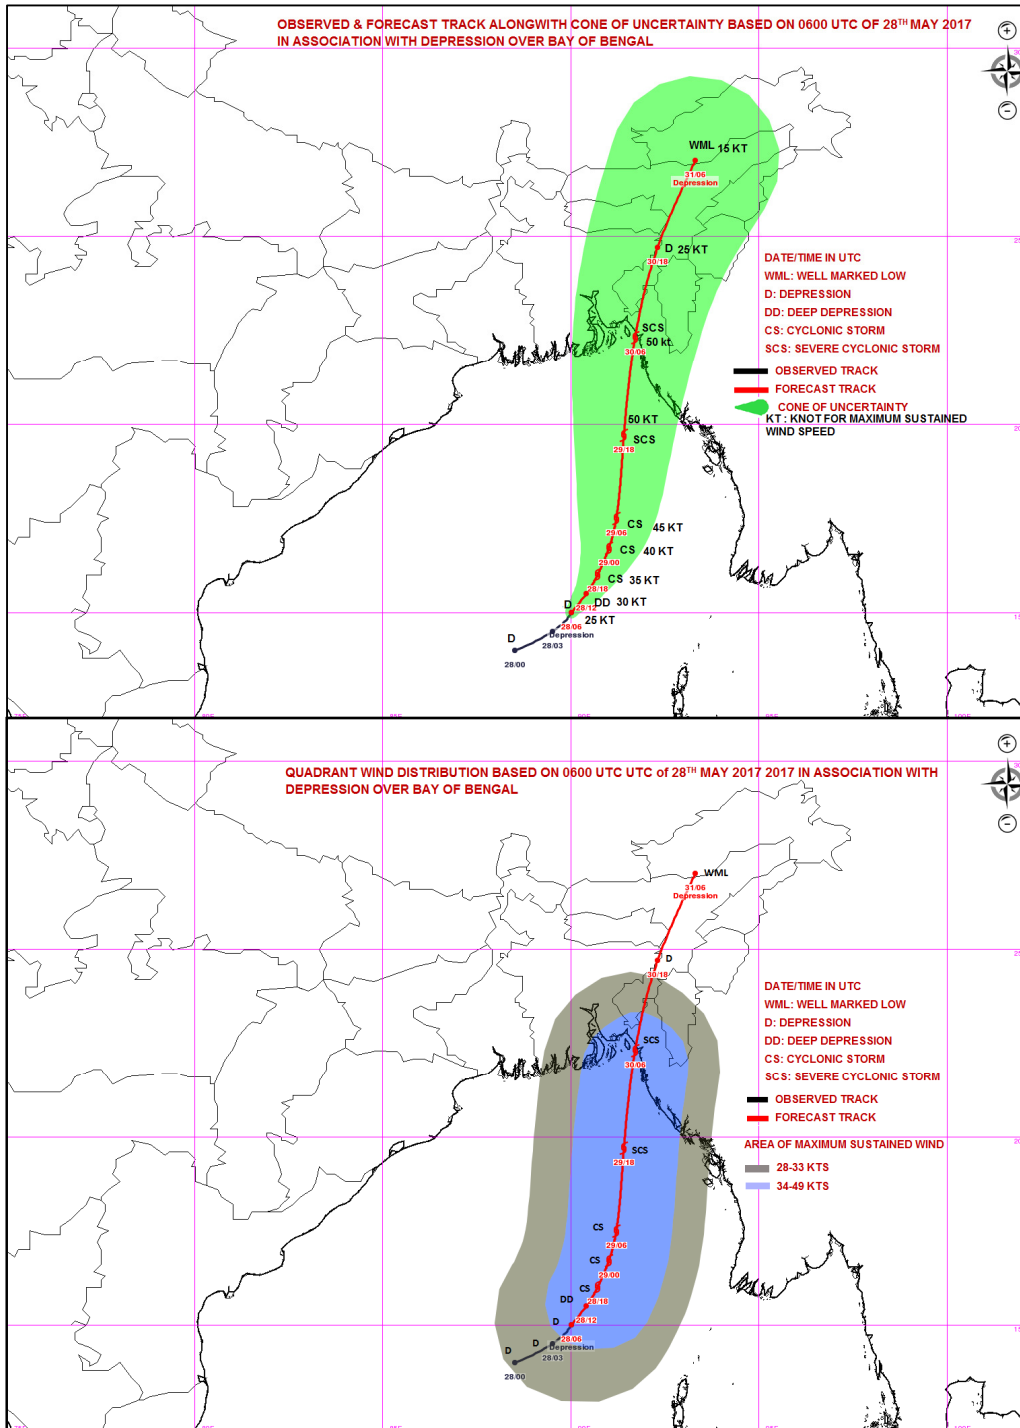 OBSERVED & FORECAST TRACK ALONGWITH CONE OF UNCERTAINTY BASED ON 0600 UTC OF 28TH MAY 2017
IN ASSOCIATION WITH DEPRESSION OVER BAY OF BENGAL
WML 15 KT
31/06
Depression
D 25 KT
30/18
SCS
50 kt
30/06
50 KT
SCS
29/18
CS 45 KT
29/06
CS 40 KT
29/00
CS 35 KT
28/18
D
DD 30 KT
28/12
25 KT
28/06
Depression
28/03
D
28/00
DATE/TIME IN UTC
WML: WELL MARKED LOW
D: DEPRESSION
DD: DEEP DEPRESSION
CS: CYCLONIC STORM
SCS: SEVERE CYCLONIC STORM
OBSERVED TRACK
FORECAST TRACK
CONE OF UNCERTAINTY
KT : KNOT FOR MAXIMUM SUSTAINED
WIND SPEED
QUADRANT WIND DISTRIBUTION BASED ON 0600 UTC UTC of 28TH MAY 2017 2017 IN ASSOCIATION WITH
DEPRESSION OVER BAY OF BENGAL
WML
31/06
Depression
D
30/18
SCS
30/06
SCS
29/18
CS
29/06
CS
29/00
CS
28/18
DD
28/12
D
28/06
Depression
D
28/03
D
28/00
DATE/TIME IN UTC
WML: WELL MARKED LOW
D: DEPRESSION
DD: DEEP DEPRESSION
CS: CYCLONIC STORM
SCS: SEVERE CYCLONIC STORM
OBSERVED TRACK
FORECAST TRACK
AREA OF MAXIMUM SUSTAINED WIND
28-33 KTS
34-49 KTS